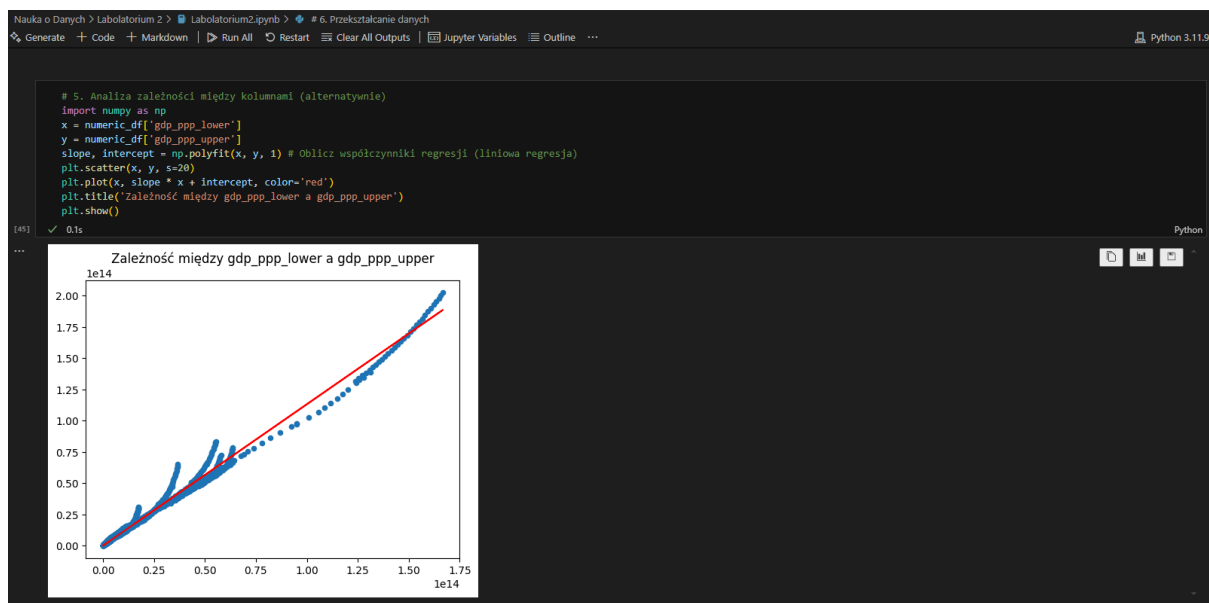 Nauka o Danych > Labolatorium 2 > Labolatorium2.ipynb > # 6. Przekształcanie danych
Generate + Code + Markdown | Run All Restart Clear All Outputs | Jupyter Variables Outline ... Python 3.11.9
# 5. Analiza zależności między kolumnami (alternatywnie)
import numpy as np
x = numeric_df['gdp_ppp_lower']
y = numeric_df['gdp_ppp_upper']
slope, intercept = np.polyfit(x, y, 1) # Oblicz współczynniki regresji (liniowa regresja)
plt.scatter(x, y, s=20)
plt.plot(x, slope * x + intercept, color='red')
plt.title('Zależność między gdp_ppp_lower a gdp_ppp_upper')
plt.show()
[45] ✓ 0.1s Python
...
Zależność między gdp_ppp_lower a gdp_ppp_upper
1e14
2.00
1.75
1.50
1.25
1.00
0.75
0.50
0.25
0.00
0.00 0.25 0.50 0.75 1.00 1.25 1.50 1.75
1e14